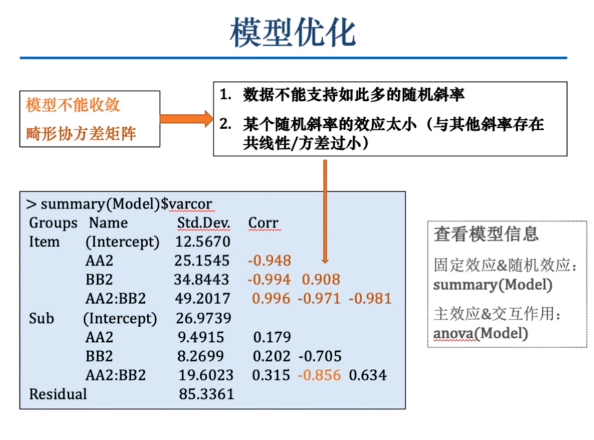 模型优化
模型不能收敛
畸形协方差矩阵
1. 数据不能支持如此多的随机斜率
2. 某个随机斜率的效应太小（与其他斜率存在
共线性/方差过小）
> summary(Model)$varcor
Groups Name Std.Dev. Corr
Item (Intercept) 12.5670
AA2 25.1545 -0.948
BB2 34.8443 -0.994 0.908
AA2:BB2 49.2017 0.996 -0.971 -0.981
Sub (Intercept) 26.9739
AA2 9.4915 0.179
BB2 8.2699 0.202 -0.705
AA2:BB2 19.6023 0.315 -0.856 0.634
Residual 85.3361
查看模型信息
固定效应&随机效应：
summary(Model)
主效应&交互作用：
anova(Model)